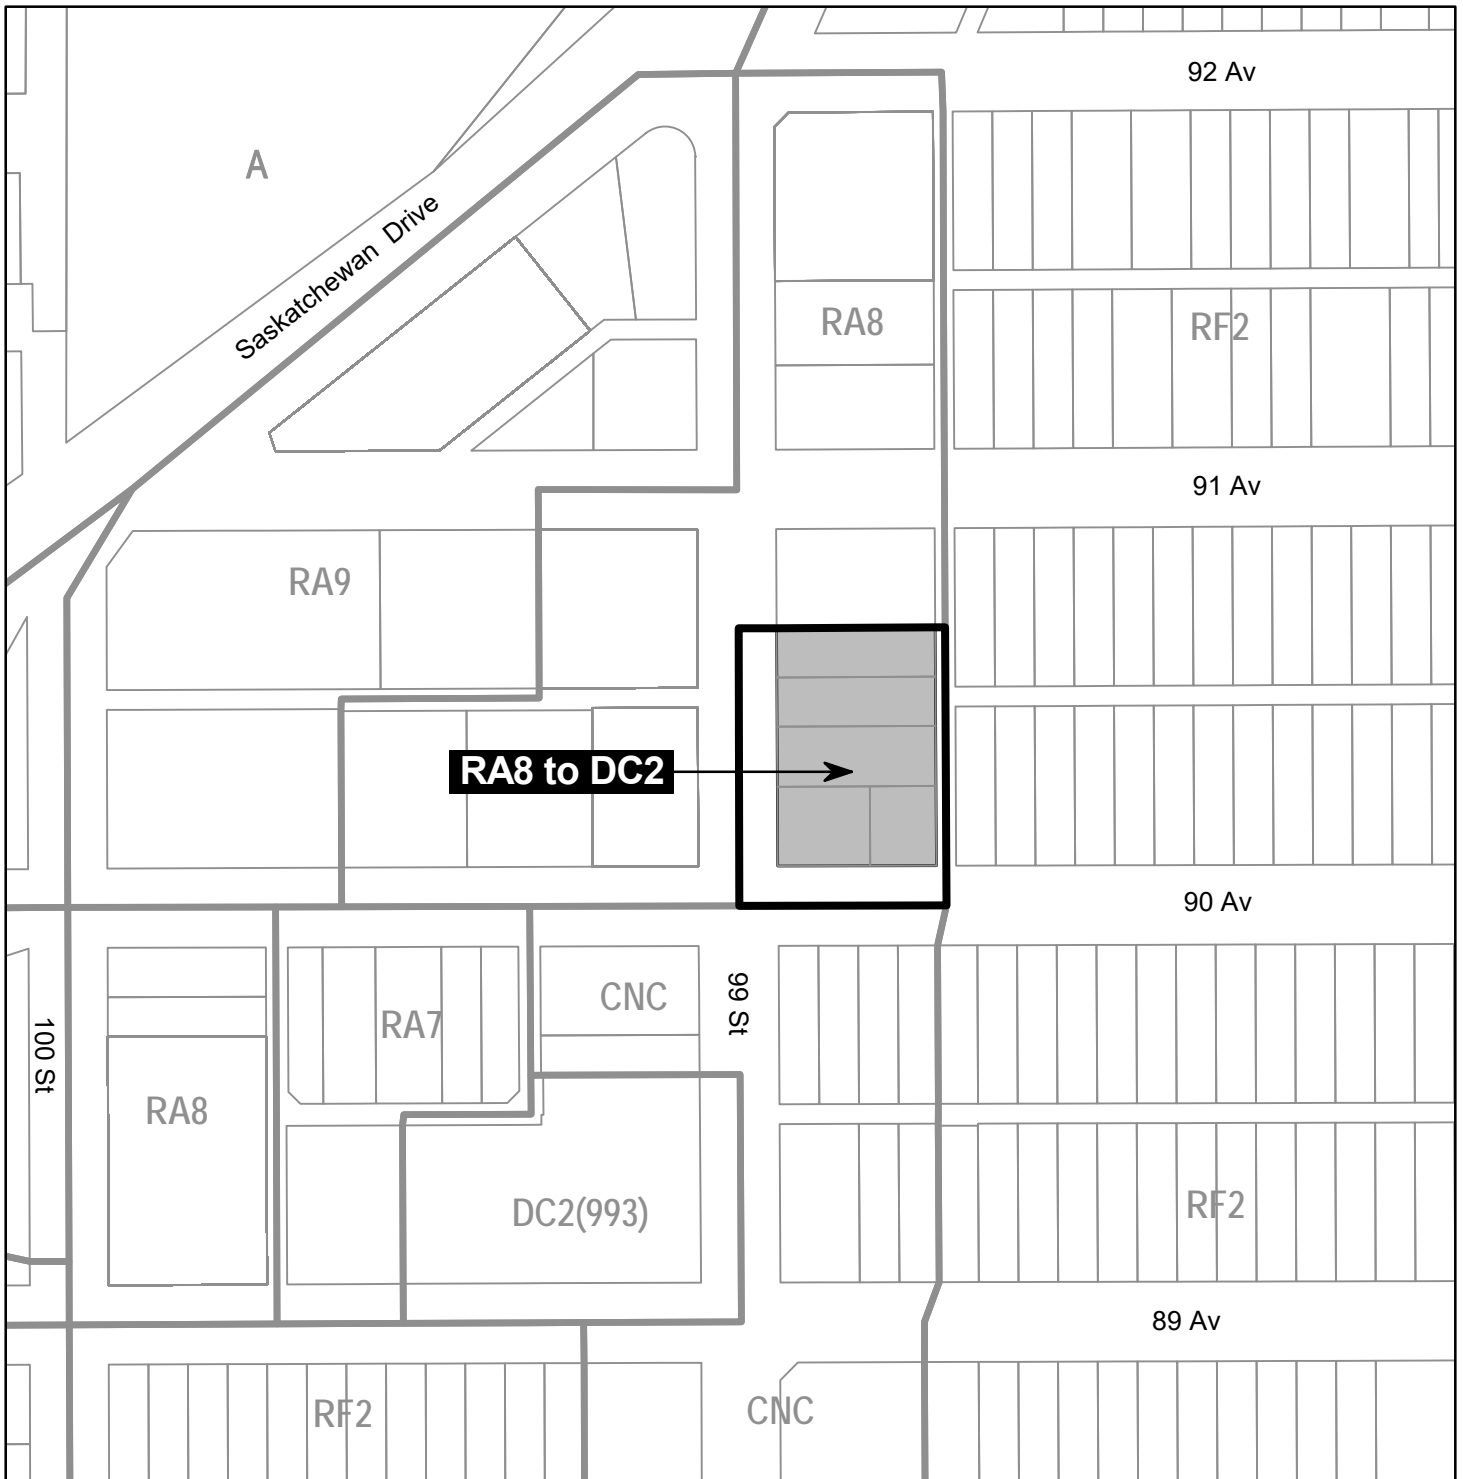 92 Av
A
Saskatchewan Drive
RA8
RF2
91 Av
RA9
RA8 to DC2
90 Av
99 St
CNC
RA7
100 St
RA8
DC2(993)
RF2
89 Av
RF2
CNC